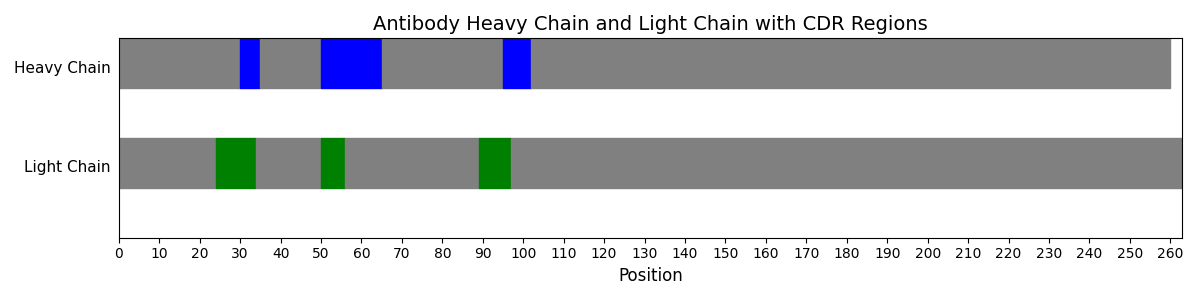 Antibody Heavy Chain and Light Chain with CDR Regions
Heavy Chain
Light Chain
0 10 20 30 40 50 60 70 80 90 100 110 120 130 140 150 160 170 180 190 200 210 220 230 240 250 260
Position